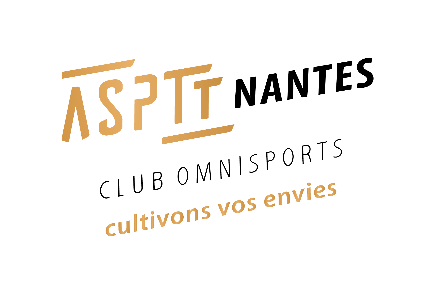 ASPTT NANTES
CLUB OMNISPORTS
cultivons vos envies